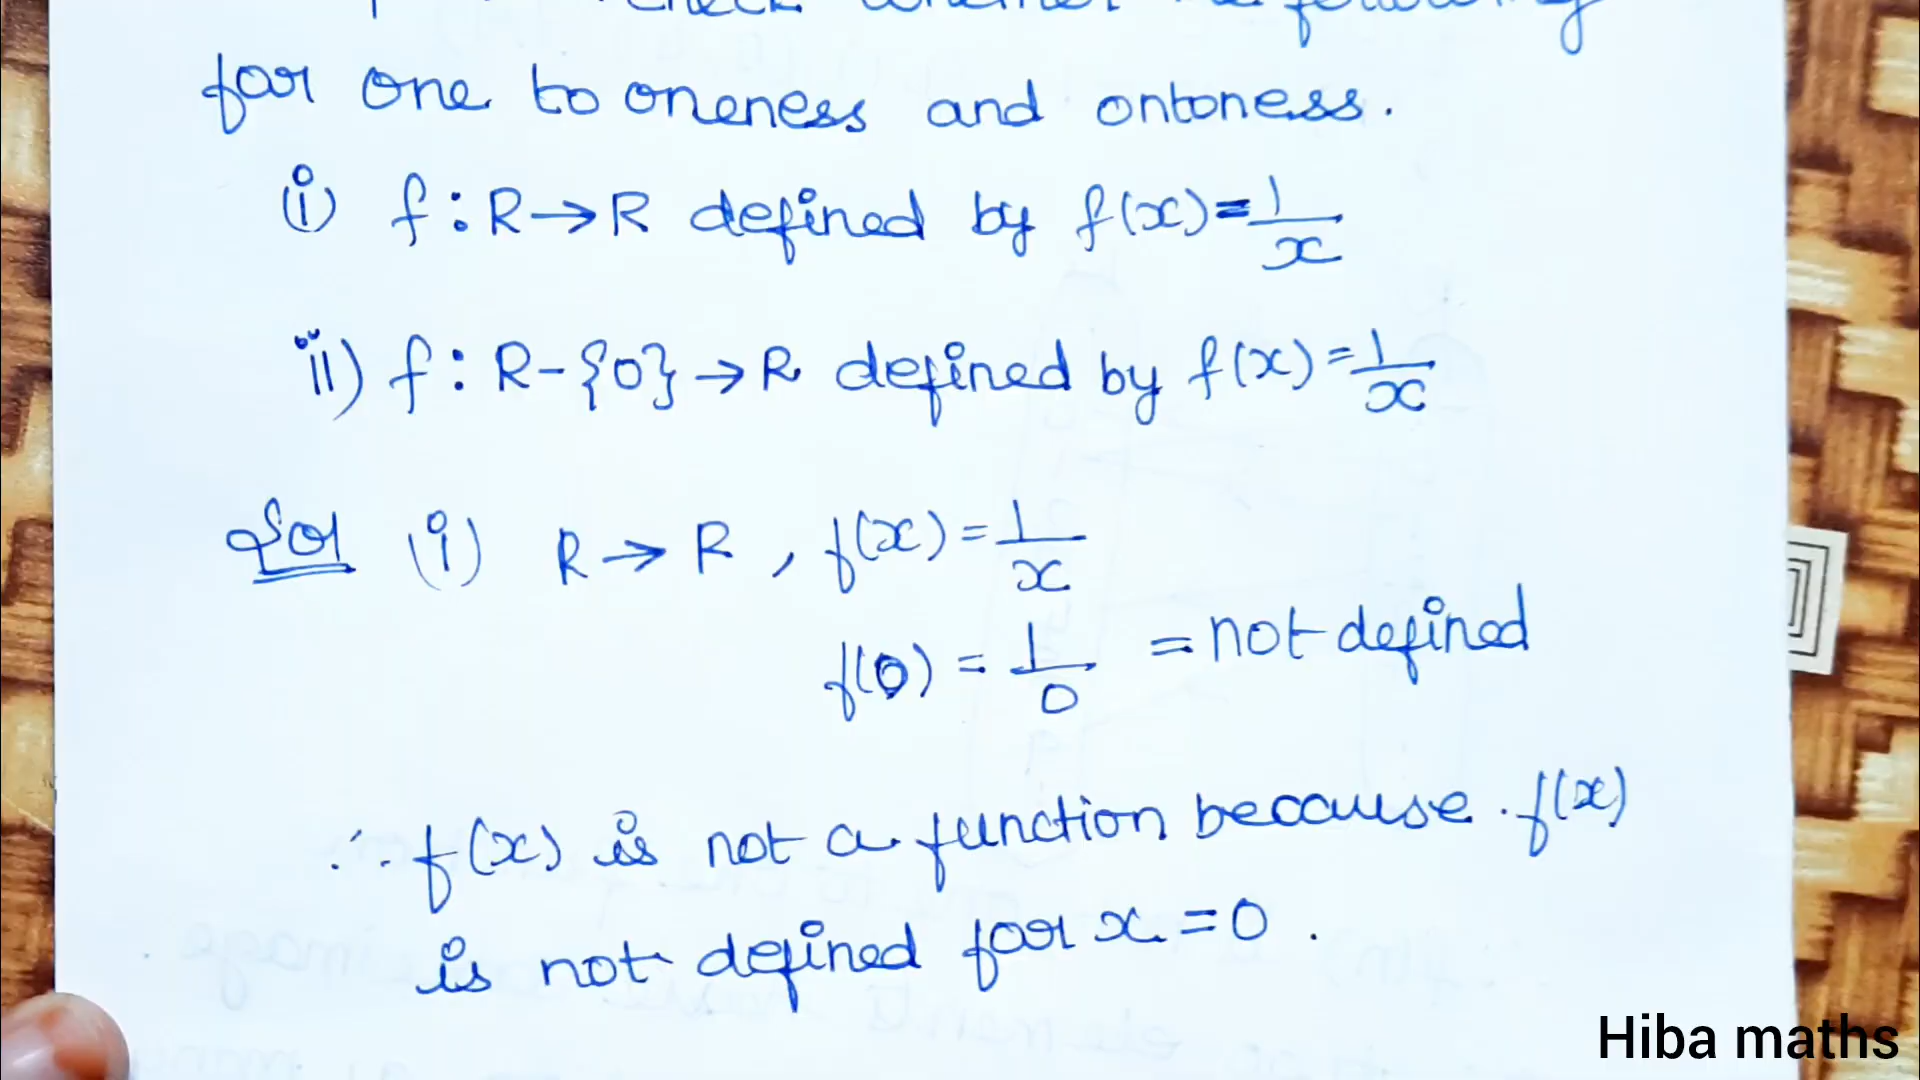 for one to oneness and ontoness.
(i) f : R → R defined by f(x) = 1/x
ii) f : R - {0} → R defined by f(x) = 1/x
Sol (i) R → R , f(x) = 1/x
f(0) = 1/0 = not defined
∴ f(x) is not a function because f(x)
is not defined for x = 0 .
Hiba maths